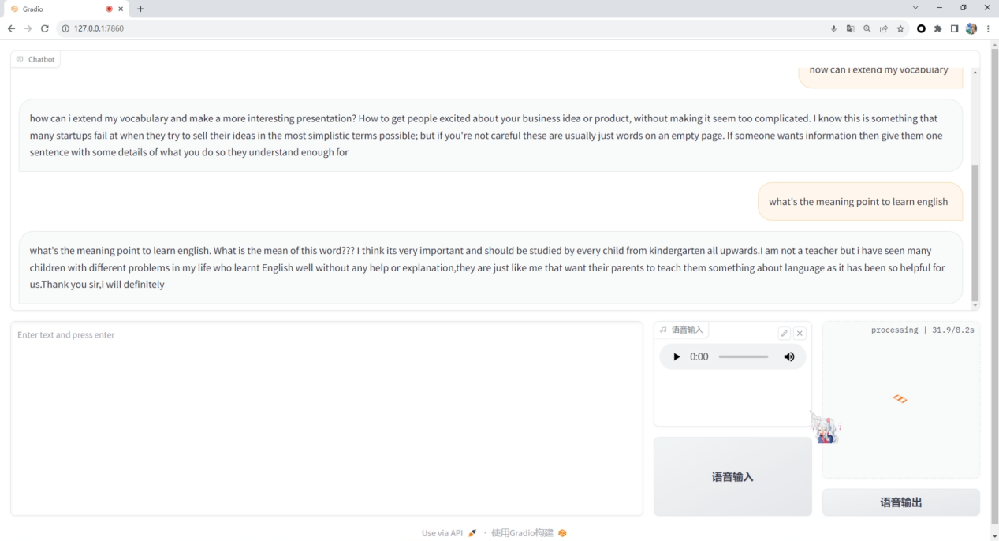 Gradio
127.0.0.1:7860
Chatbot
how can i extend my vocabulary
how can i extend my vocabulary and make a more interesting presentation? How to get people excited about your business idea or product, without making it seem too complicated. I know this is something that
many startups fail at when they try to sell their ideas in the most simplistic terms possible; but if you're not careful these are usually just words on an empty page. If someone wants information then give them one
sentence with some details of what you do so they understand enough for
what's the meaning point to learn english
what's the meaning point to learn english. What is the mean of this word??? I think its very important and should be studied by every child from kindergarten all upwards.I am not a teacher but i have seen many
children with different problems in my life who learnt English well without any help or explanation,they are just like me that want their parents to teach them something about language as it has been so helpful for
us.Thank you sir,i will definitely
Enter text and press enter
语音输入
processing | 31.9/8.2s
0:00
语音输入
语音输出
Use via API · 使用Gradio构建